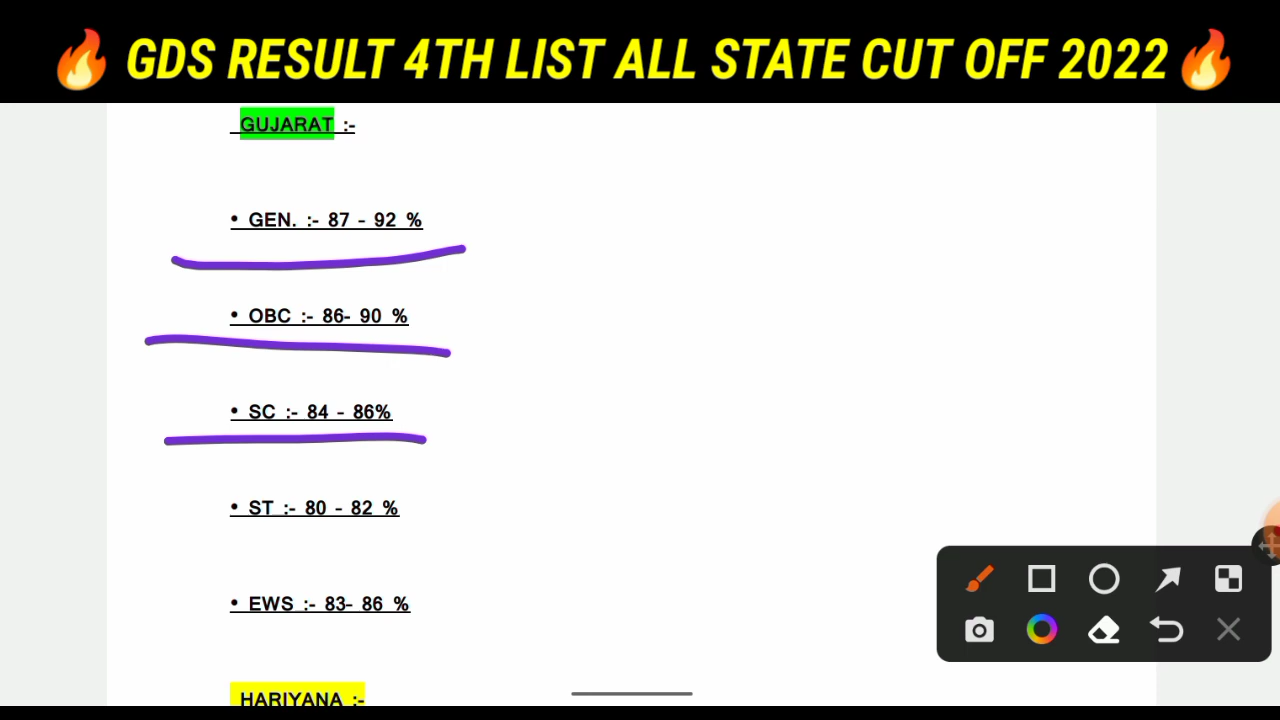 🔥 GDS RESULT 4TH LIST ALL STATE CUT OFF 2022 🔥
GUJARAT :-
• GEN. :- 87 - 92 %
• OBC :- 86- 90 %
• SC :- 84 - 86%
• ST :- 80 - 82 %
• EWS :- 83- 86 %
HARIYANA :-